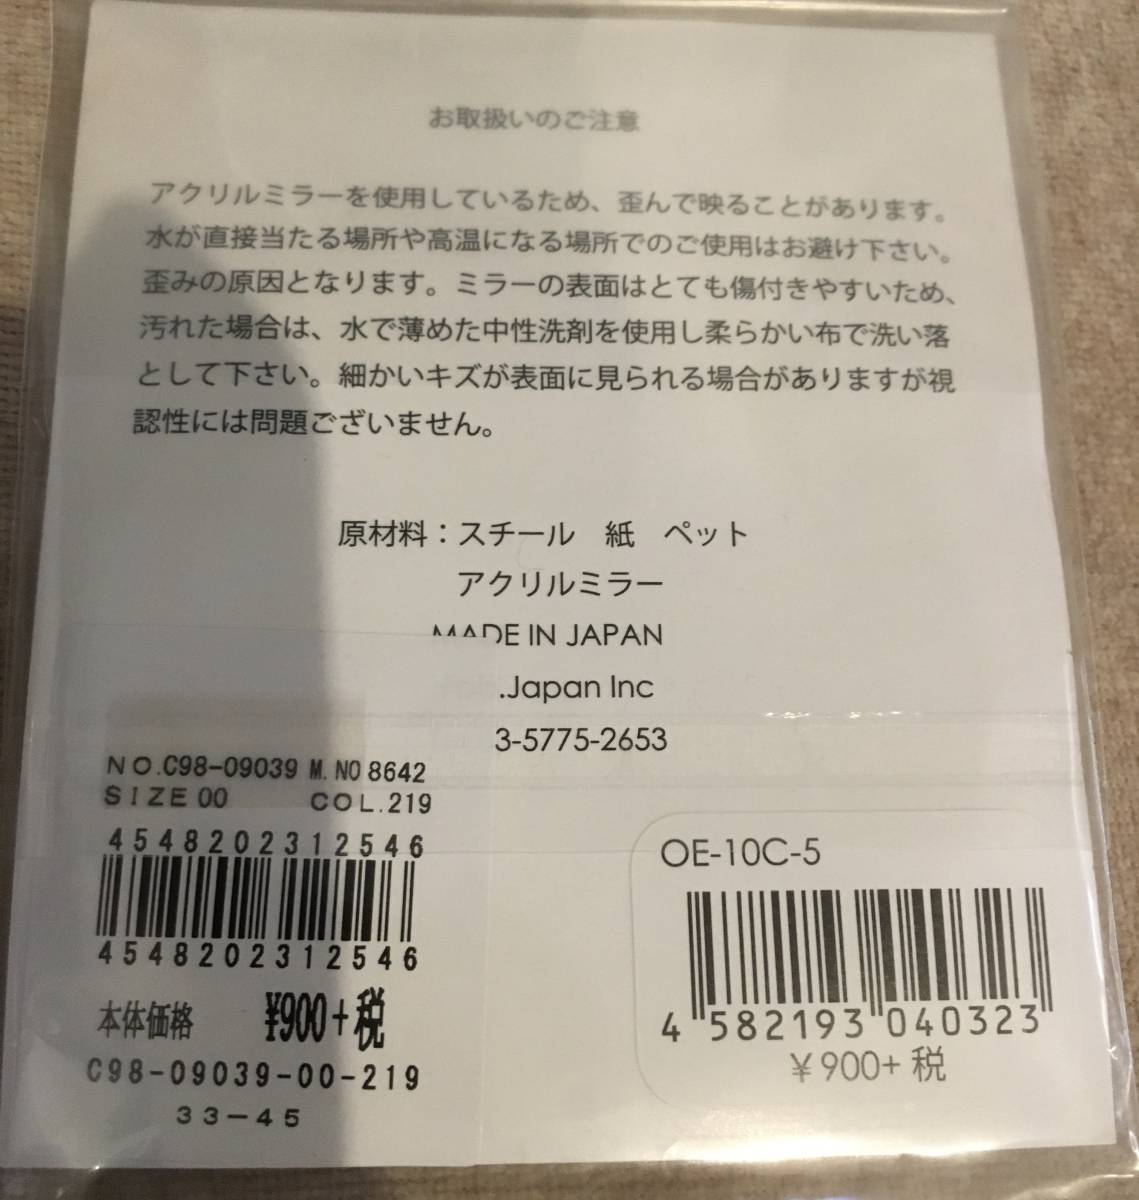 お取扱いのご注意
アクリルミラーを使用しているため、歪んで映ることがあります。
水が直接当たる場所や高温になる場所でのご使用はお避け下さい。
歪みの原因となります。ミラーの表面はとても傷付きやすいため、
汚れた場合は、水で薄めた中性洗剤を使用し柔らかい布で洗い落
として下さい。細かいキズが表面に見られる場合がありますが視
認性には問題ございません。
原材料：スチール 紙 ペット
アクリルミラー
MADE IN JAPAN
.Japan Inc
3-5775-2653
NO.C98-09039 M.NO 8642
SIZE 00 COL.219
4548202312546
4548202312546
本体価格 ¥900+税
C98-09039-00-219
33-45
OE-10C-5
4 582193 040323
¥900+ 税